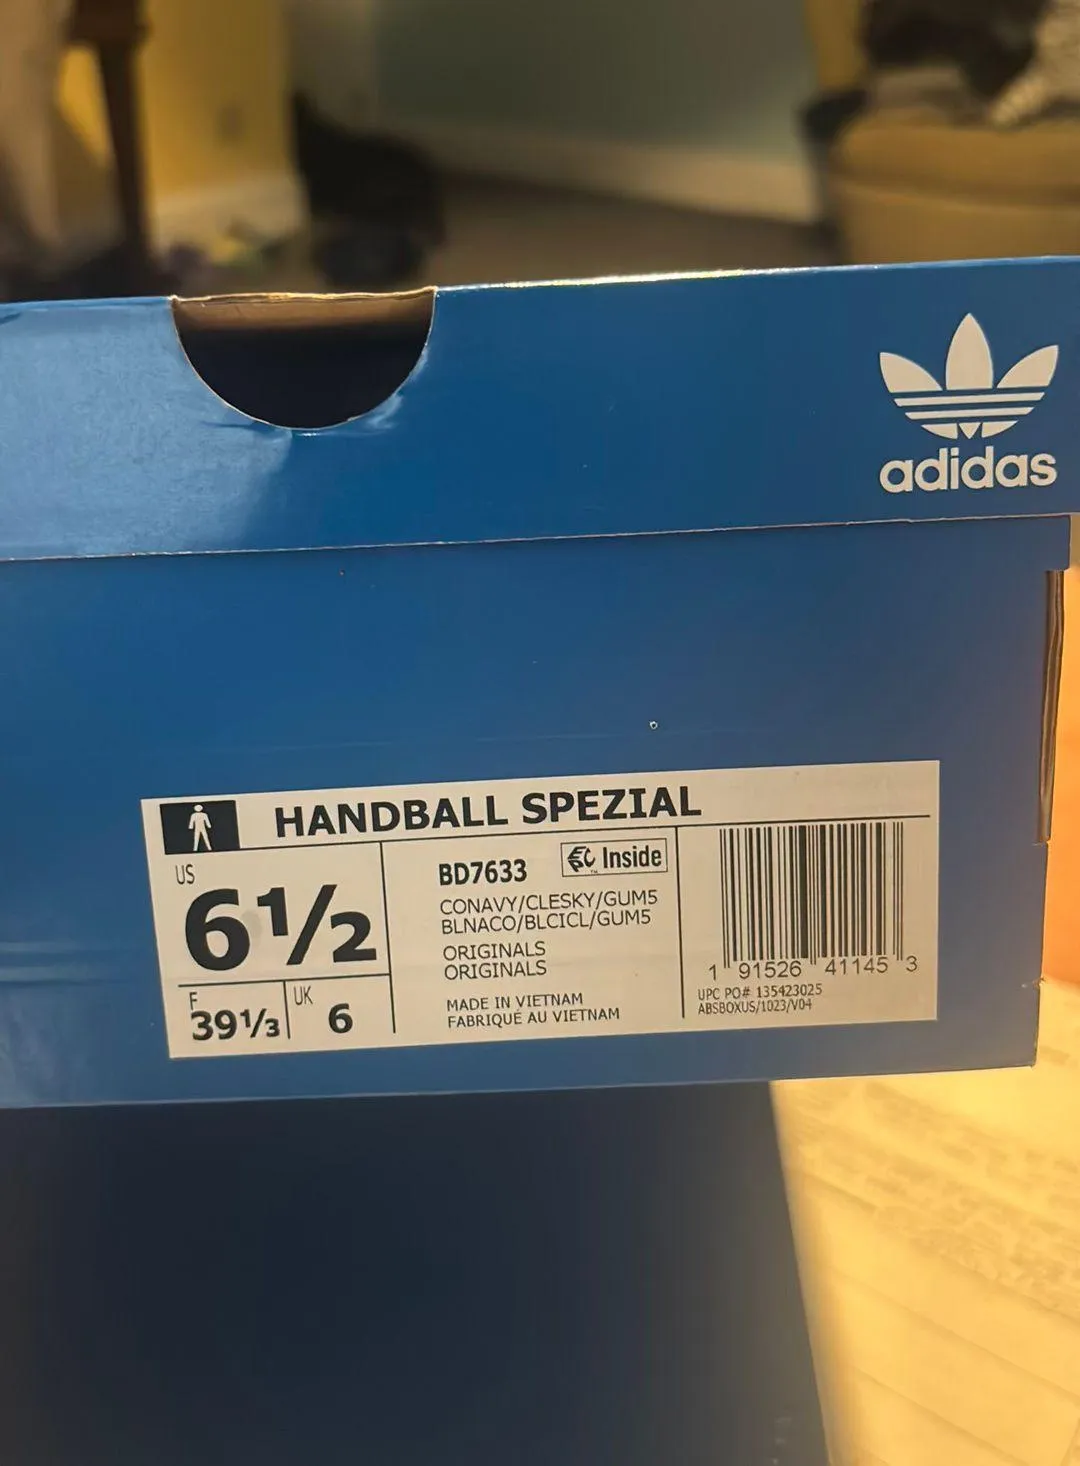 adidas
HANDBALL SPEZIAL
US
6½
F
39⅓
UK
6
BD7633
Inside
™
CONAVY/CLESKY/GUM5
BLNACO/BLCICL/GUM5
ORIGINALS
ORIGINALS
MADE IN VIETNAM
FABRIQUÉ AU VIETNAM
1 91526 41145 3
UPC PO# 135423025
ABSBOXUS/1023/V04